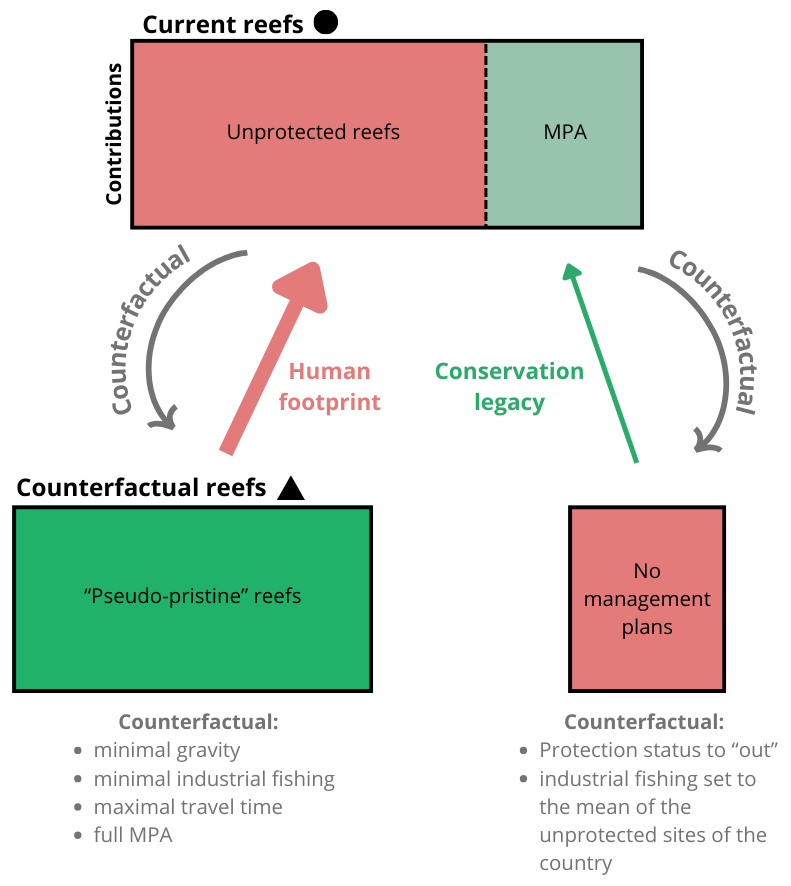 Current reefs
Contributions
Unprotected reefs
MPA
Counterfactual
Counterfactual
Human
footprint
Conservation
legacy
Counterfactual reefs
“Pseudo-pristine” reefs
No
management
plans
Counterfactual:
• minimal gravity
• minimal industrial fishing
• maximal travel time
• full MPA
Counterfactual:
• Protection status to “out”
• industrial fishing set to
the mean of the
unprotected sites of the
country